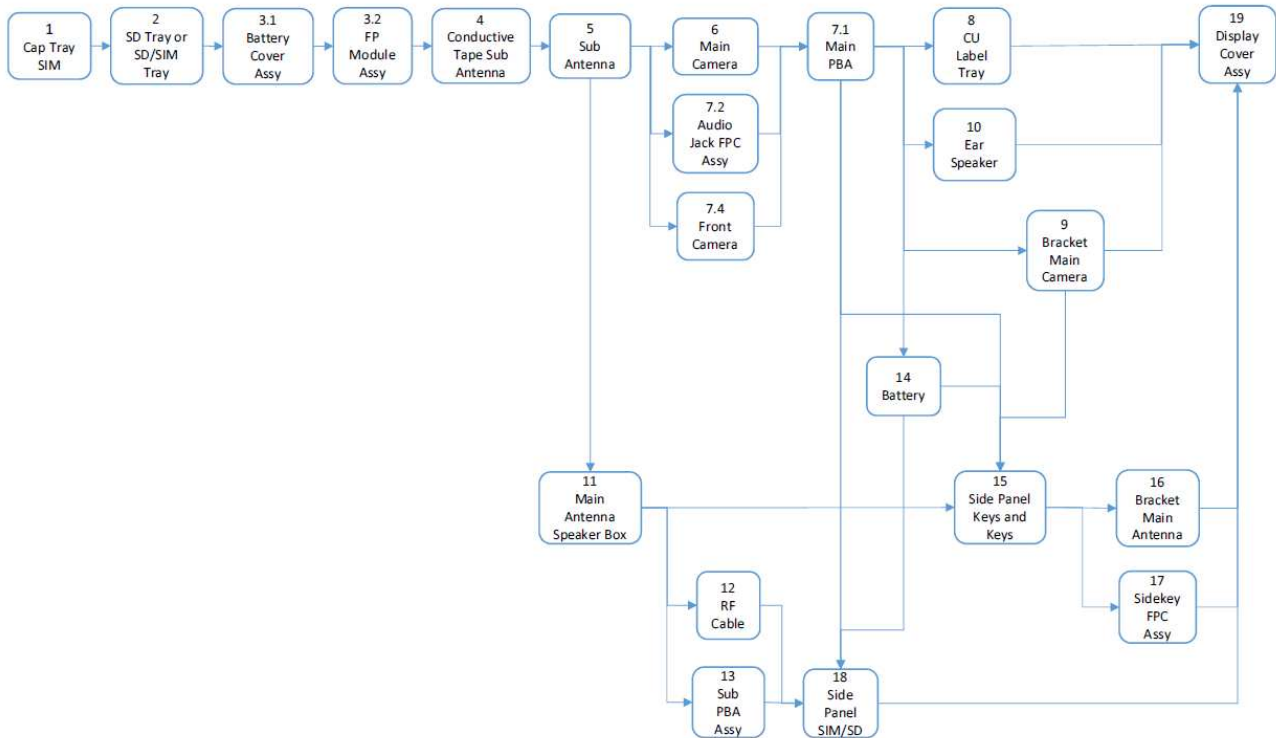 1
Cap Tray
SIM
2
SD Tray or
SD/SIM
Tray
3.1
Battery
Cover
Assy
3.2
FP
Module
Assy
4
Conductive
Tape Sub
Antenna
5
Sub
Antenna
6
Main
Camera
7.1
Main
PBA
8
CU
Label
Tray
19
Display
Cover
Assy
7.2
Audio
Jack FPC
Assy
10
Ear
Speaker
7.4
Front
Camera
9
Bracket
Main
Camera
14
Battery
11
Main
Antenna
Speaker Box
15
Side Panel
Keys and
Keys
16
Bracket
Main
Antenna
12
RF
Cable
17
Sidekey
FPC
Assy
13
Sub
PBA
Assy
18
Side
Panel
SIM/SD